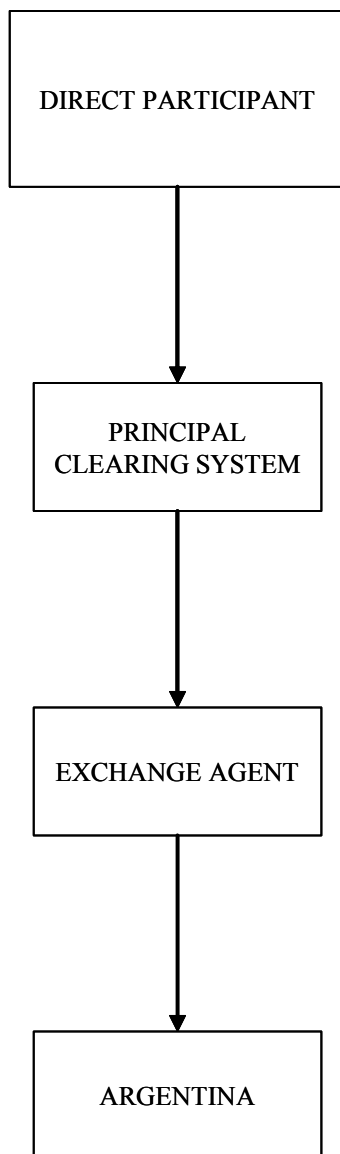 DIRECT PARTICIPANT
PRINCIPAL
CLEARING SYSTEM
EXCHANGE AGENT
ARGENTINA